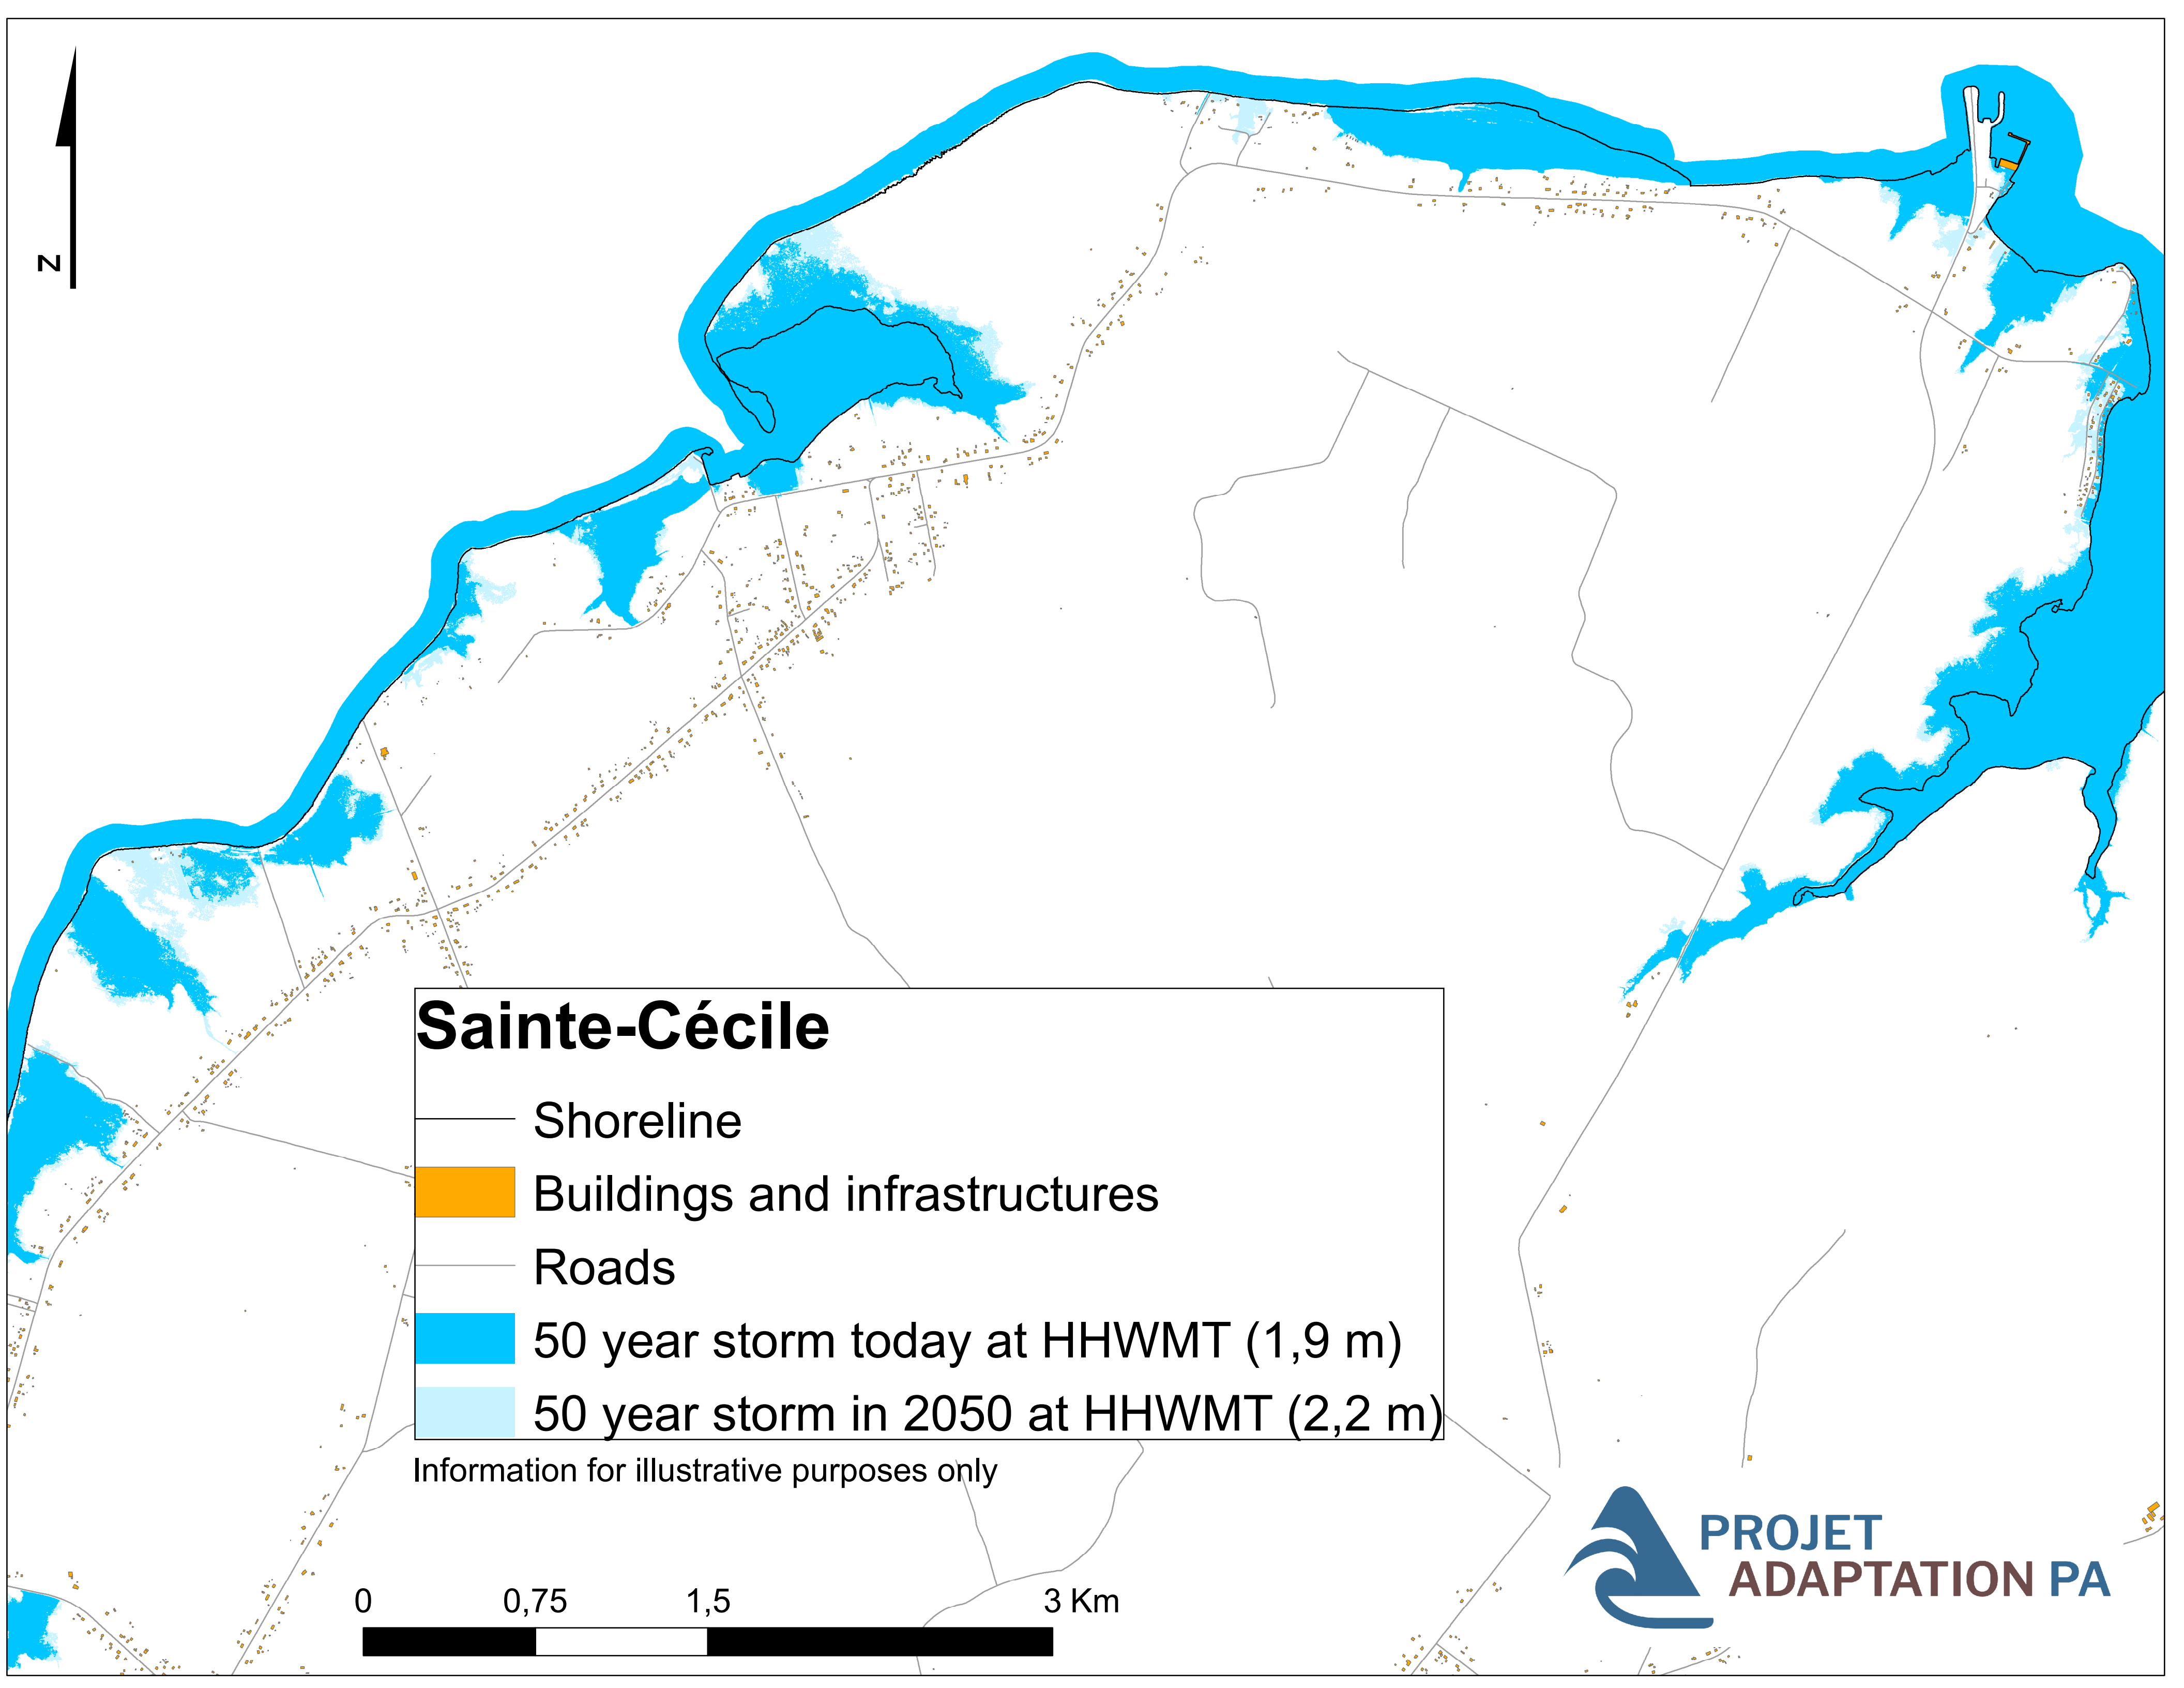 N
Sainte-Cécile
Shoreline
Buildings and infrastructures
Roads
50 year storm today at HHWMT (1,9 m)
50 year storm in 2050 at HHWMT (2,2 m)
Information for illustrative purposes only
0 0,75 1,5 3 Km
PROJET
ADAPTATION PA